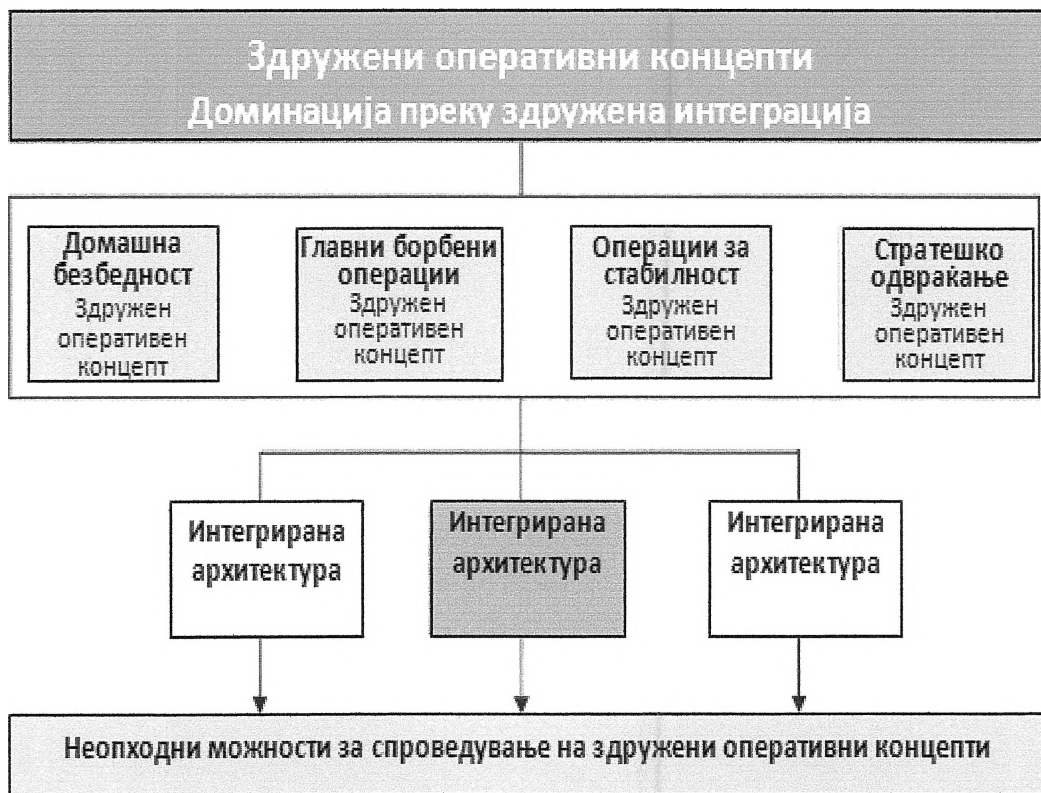 Здружени оперативни концепти
Доминација преку здружена интеграција
Домашна
безбедност
Здружен
оперативен
концепт
Главни борбени
операции
Здружен
оперативен
концепт
Операции за
стабилност
Здружен
оперативен
концепт
Стратешко
одвраќање
Здружен
оперативен
концепт
Интегрирана
архитектура
Интегрирана
архитектура
Интегрирана
архитектура
Неопходни можности за спроведување на здружени оперативни концепти